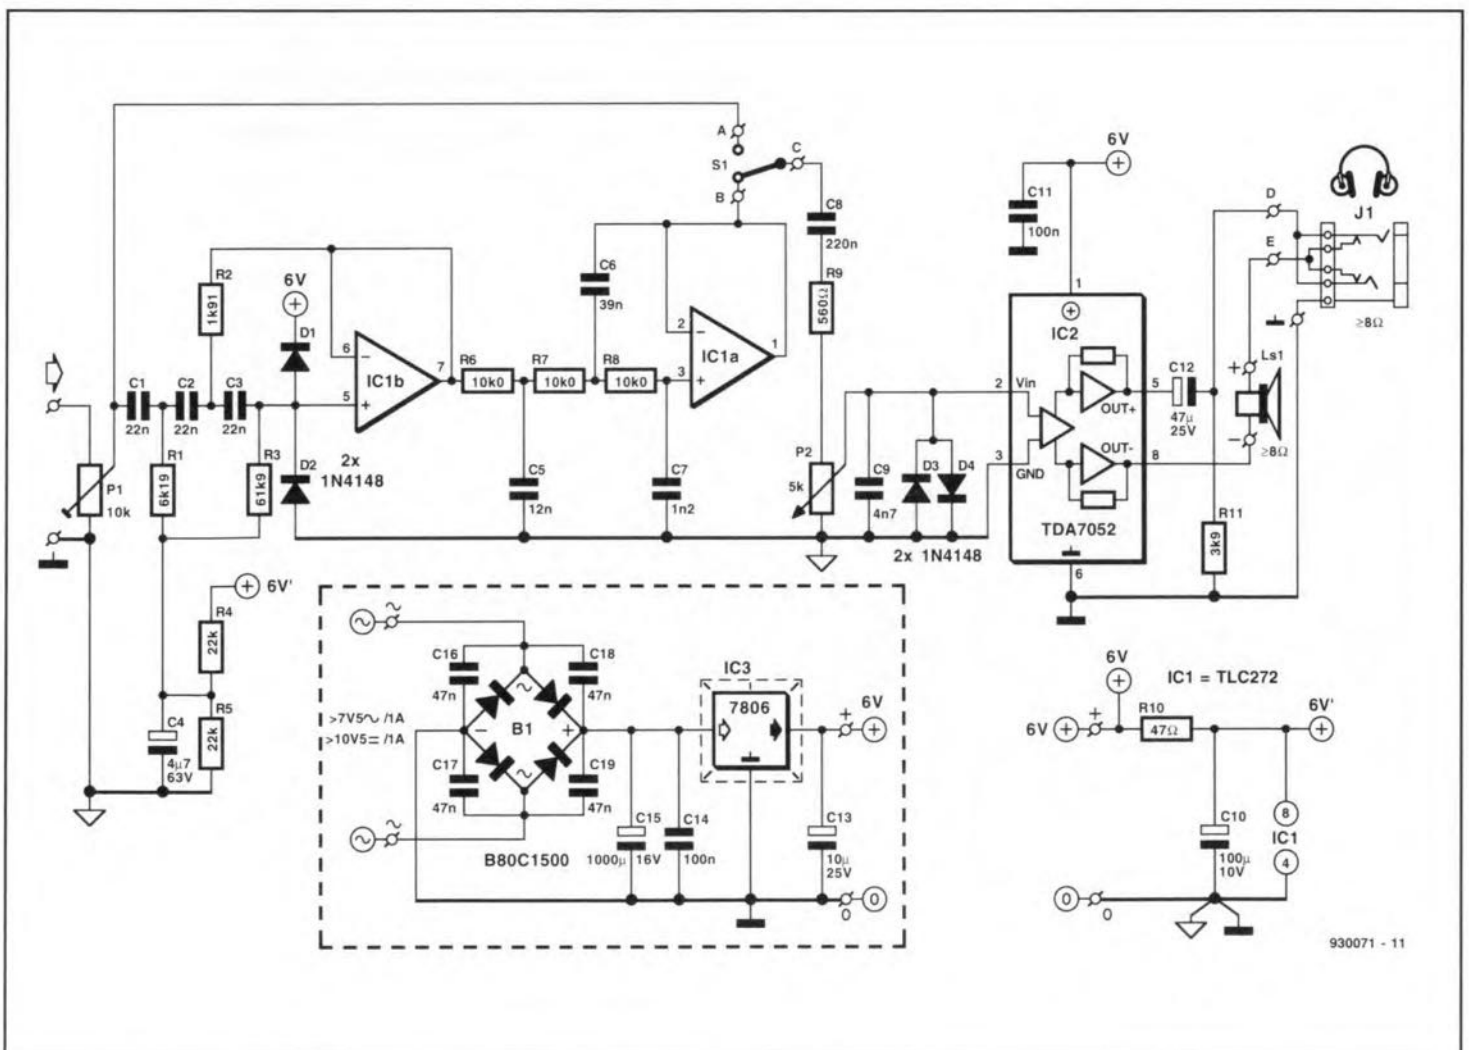 A
S1
C
B
C8
220n
R9
560Ω
6V
C11
100n
D
J1
E
≥8Ω
R2
1k91
6V
D1
C6
39n
6
7
IC1b
5
R6
10k0
R7
10k0
R8
10k0
2
3
1
IC1a
1
IC2
Vin
2
3
GND
OUT+
OUT-
5
8
TDA7052
6
C12
47µ
25V
Ls1
≥8Ω
C1
22n
C2
22n
C3
22n
P1
10k
R1
6k19
R3
61k9
D2
2x
1N4148
C5
12n
C7
1n2
P2
5k
C9
4n7
D3
D4
2x 1N4148
R11
3k9
6V'
R4
22k
R5
22k
C4
4µ7
63V
>7V5∿ /1A
>10V5= /1A
C16
47n
C18
47n
C17
47n
C19
47n
B1
B80C1500
IC3
7806
6V
C15
1000µ
16V
C14
100n
C13
10µ
25V
0
0
6V
IC1 = TLC272
6V
R10
47Ω
6V'
C10
100µ
10V
8
IC1
4
0
0
930071 - 11